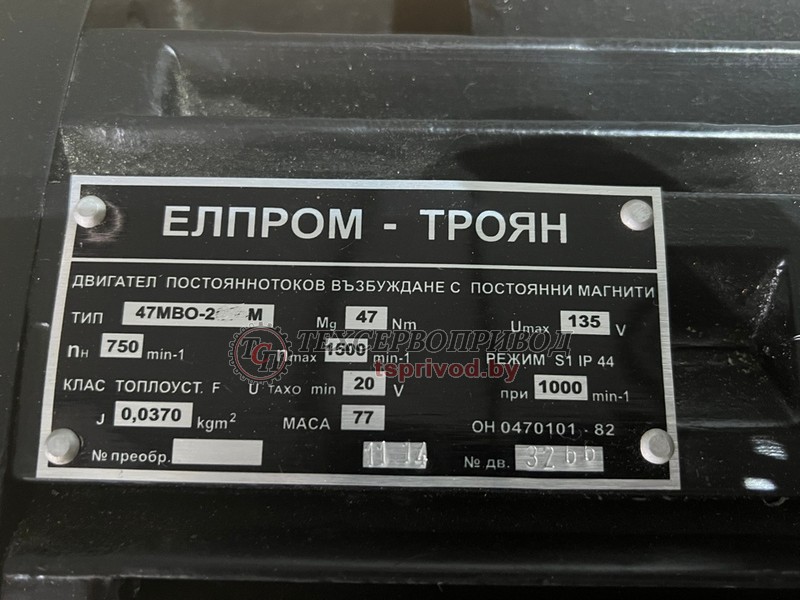 ЕЛПРОМ - ТРОЯН
ДВИГАТЕЛ ПОСТОЯННОТОКОВ ВЪЗБУЖДАНЕ С ПОСТОЯННИ МАГНИТИ
ТИП 47МВО-2 М Mg 47 Nm Umax 135 V
ТЕХСЕРВОПРИВОД
nн 750 min-1 nmax 1500 min-1 РЕЖИМ S1 IP 44
tsprivod.by
КЛАС ТОПЛОУСТ. F U ТАХО min 20 V при 1000 min-1
J 0,0370 kgm² МАСА 77 ОН 0470101 - 82
№ преобр. 11 14 № дв. 3266